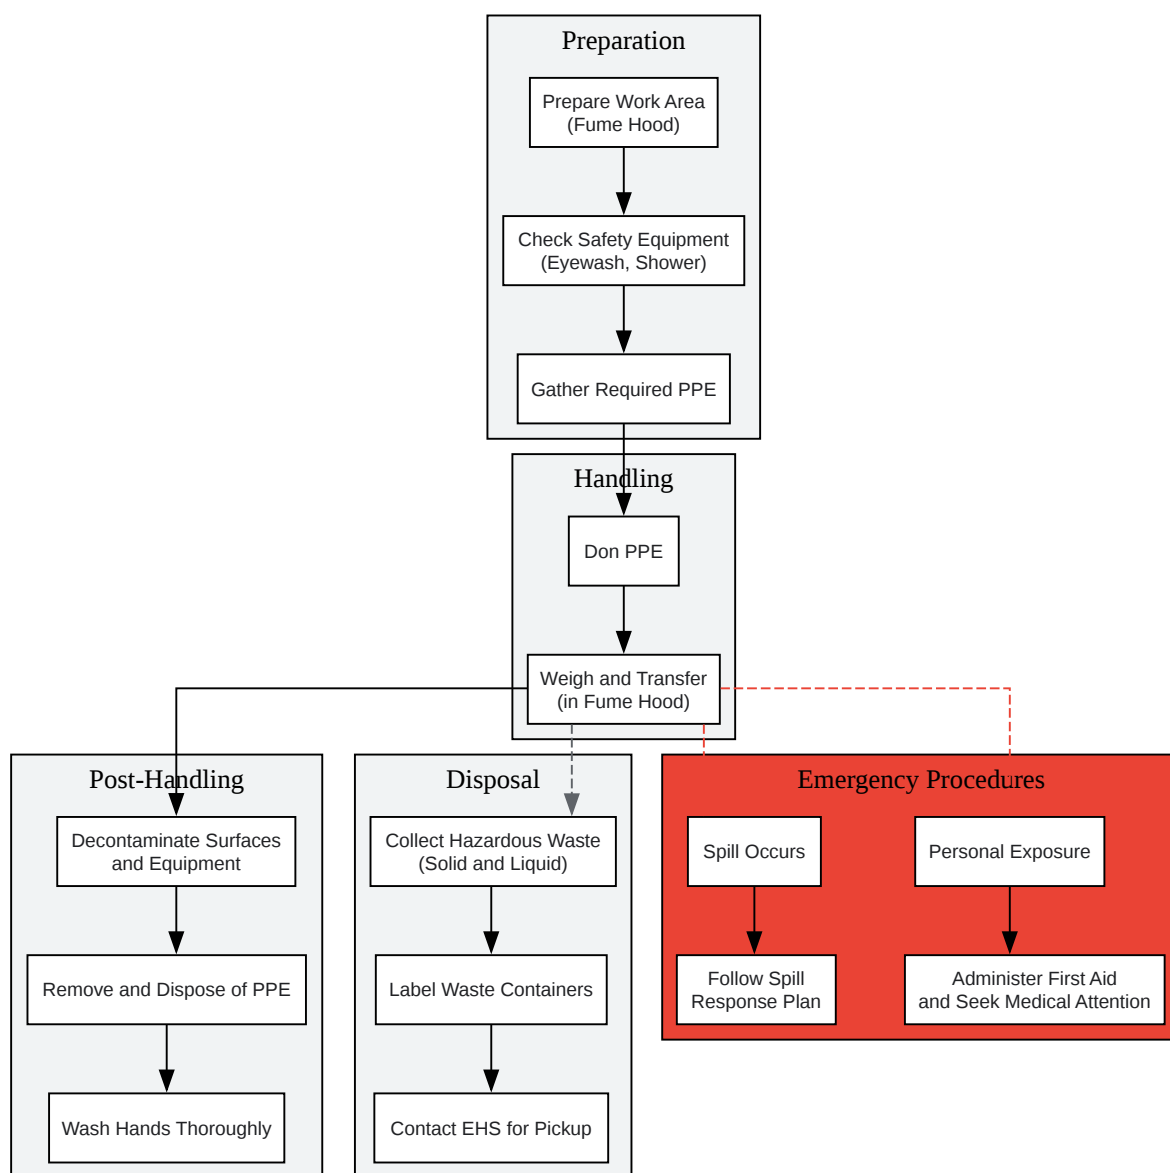 Preparation
Prepare Work Area
(Fume Hood)
Check Safety Equipment
(Eyewash, Shower)
Gather Required PPE
Handling
Don PPE
Weigh and Transfer
(in Fume Hood)
Post-Handling
Decontaminate Surfaces
and Equipment
Remove and Dispose of PPE
Wash Hands Thoroughly
Disposal
Collect Hazardous Waste
(Solid and Liquid)
Label Waste Containers
Contact EHS for Pickup
Emergency Procedures
Spill Occurs
Follow Spill
Response Plan
Personal Exposure
Administer First Aid
and Seek Medical Attention